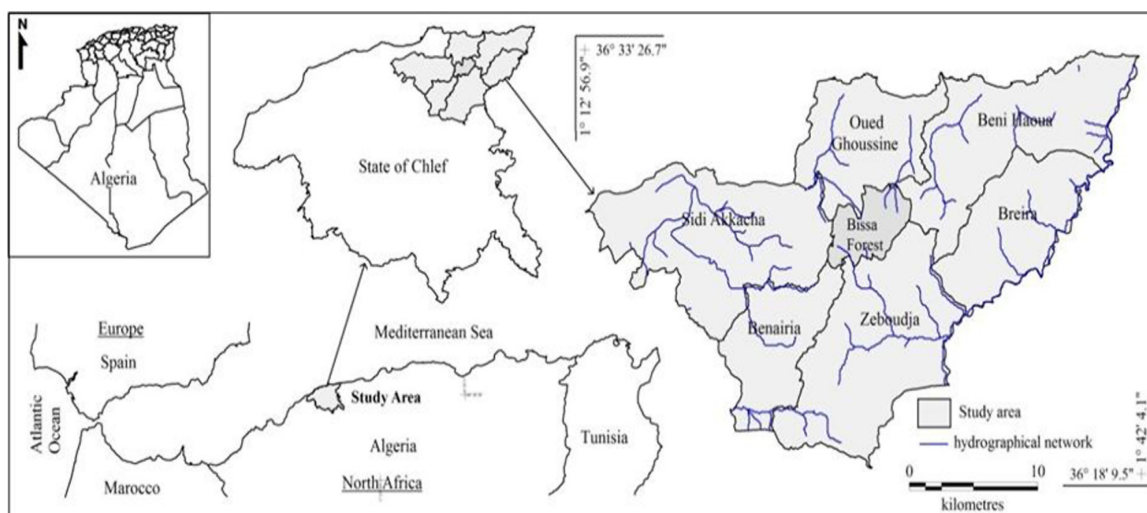 N
Algeria
State of Chlef
36° 33' 26.7"
1° 12' 56.9"
Oued
Ghoussine
Beni Haoua
Sidi Akkacha
Bissa
Forest
Breira
Benairia
Zeboudja
Europe
Spain
Mediterranean Sea
Atlantic
Ocean
Study Area
Algeria
Tunisia
Marocco
North Africa
Study area
hydrographical network
0 10
kilometres
1° 42' 4.1"
36° 18' 9.5"